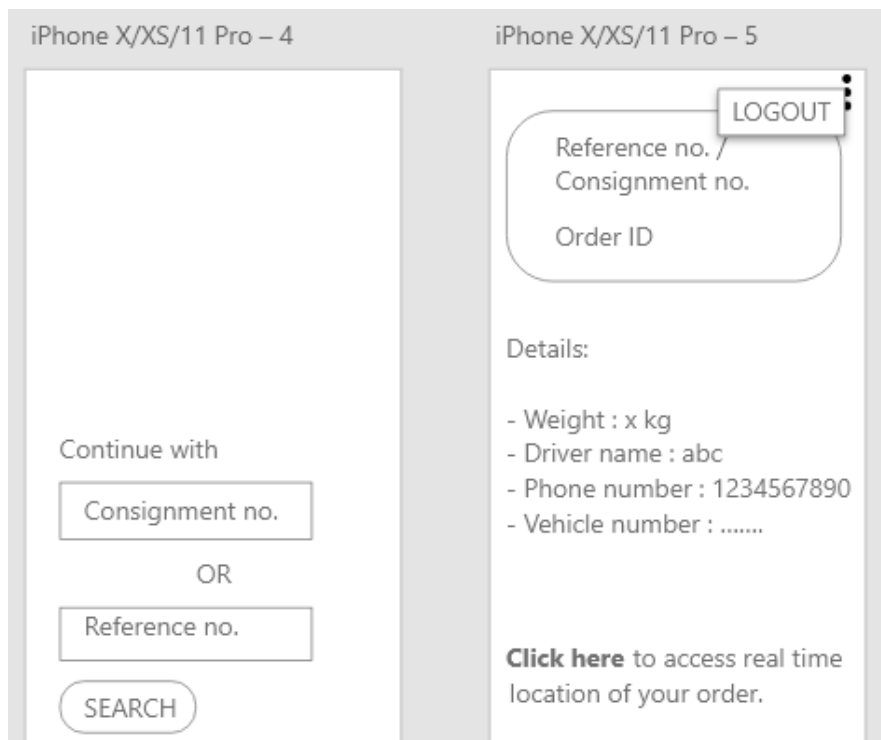 iPhone X/XS/11 Pro – 4
Continue with
Consignment no.
OR
Reference no.
SEARCH
iPhone X/XS/11 Pro – 5
LOGOUT
Reference no. /
Consignment no.
Order ID
Details:
- Weight : x kg
- Driver name : abc
- Phone number : 1234567890
- Vehicle number : .......
Click here to access real time
location of your order.